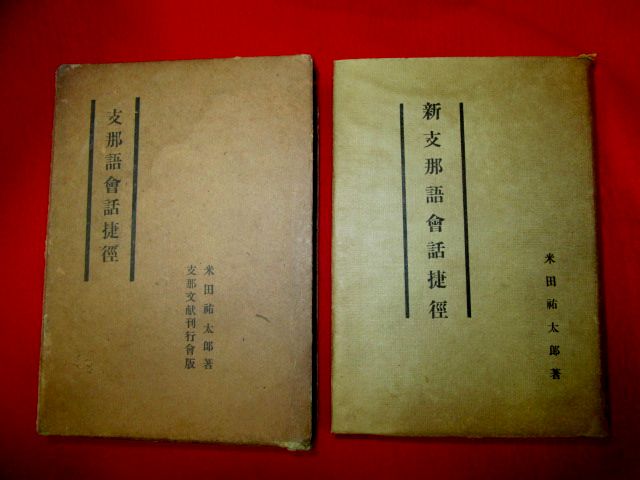 支那語會話捷徑
米田祐太郎著
支那文献刊行會版
新支那語會話捷徑
米田祐太郎著